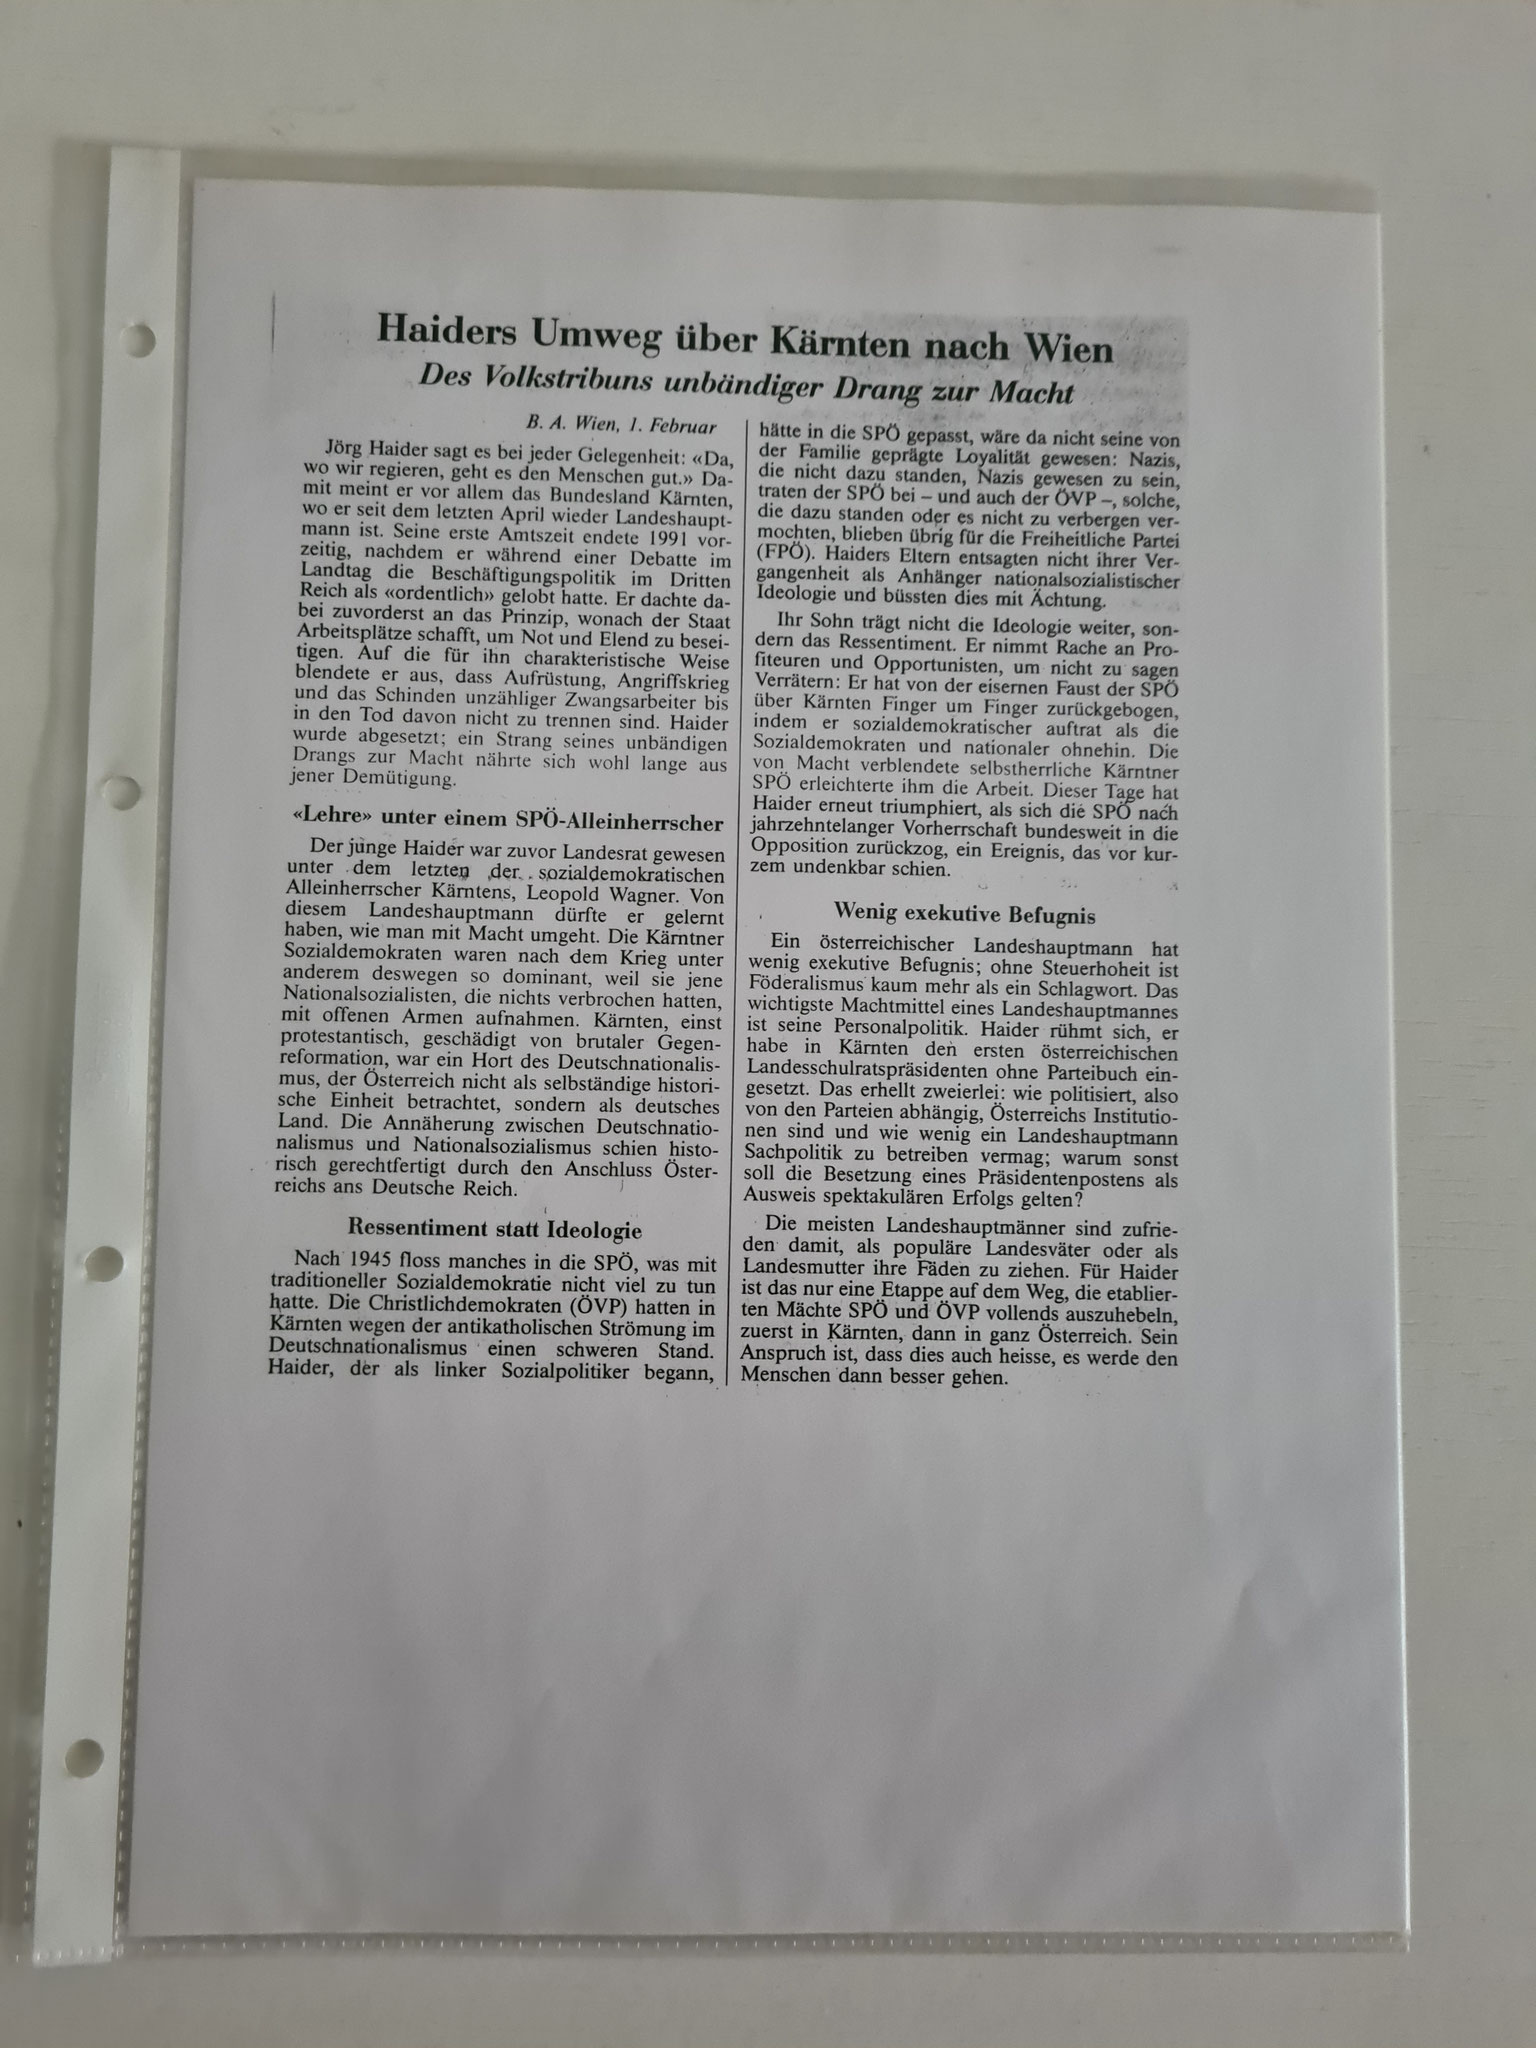 Haiders Umweg über Kärnten nach Wien
Des Volkstribuns unbändiger Drang zur Macht
B. A. Wien, 1. Februar
Jörg Haider sagt es bei jeder Gelegenheit: «Da,
wo wir regieren, geht es den Menschen gut.» Da-
mit meint er vor allem das Bundesland Kärnten,
wo er seit dem letzten April wieder Landeshaupt-
mann ist. Seine erste Amtszeit endete 1991 vor-
zeitig, nachdem er während einer Debatte im
Landtag die Beschäftigungspolitik im Dritten
Reich als «ordentlich» gelobt hatte. Er dachte da-
bei zuvorderst an das Prinzip, wonach der Staat
Arbeitsplätze schafft, um Not und Elend zu besei-
tigen. Auf die für ihn charakteristische Weise
blendete er aus, dass Aufrüstung, Angriffskrieg
und das Schinden unzähliger Zwangsarbeiter bis
in den Tod davon nicht zu trennen sind. Haider
wurde abgesetzt; ein Strang seines unbändigen
Drangs zur Macht nährte sich wohl lange aus
jener Demütigung.
«Lehre» unter einem SPÖ-Alleinherrscher
Der junge Haider war zuvor Landesrat gewesen
unter dem letzten der sozialdemokratischen
Alleinherrscher Kärntens, Leopold Wagner. Von
diesem Landeshauptmann dürfte er gelernt
haben, wie man mit Macht umgeht. Die Kärntner
Sozialdemokraten waren nach dem Krieg unter
anderem deswegen so dominant, weil sie jene
Nationalsozialisten, die nichts verbrochen hatten,
mit offenen Armen aufnahmen. Kärnten, einst
protestantisch, geschädigt von brutaler Gegen-
reformation, war ein Hort des Deutschnationalis-
mus, der Österreich nicht als selbständige histori-
sche Einheit betrachtet, sondern als deutsches
Land. Die Annäherung zwischen Deutschnatio-
nalismus und Nationalsozialismus schien histo-
risch gerechtfertigt durch den Anschluss Öster-
reichs ans Deutsche Reich.
Ressentiment statt Ideologie
Nach 1945 floss manches in die SPÖ, was mit
traditioneller Sozialdemokratie nicht viel zu tun
hatte. Die Christlichdemokraten (ÖVP) hatten in
Kärnten wegen der antikatholischen Strömung im
Deutschnationalismus einen schweren Stand.
Haider, der als linker Sozialpolitiker begann,
hätte in die SPÖ gepasst, wäre da nicht seine von
der Familie geprägte Loyalität gewesen: Nazis,
die nicht dazu standen, Nazis gewesen zu sein,
traten der SPÖ bei – und auch der ÖVP –, solche,
die dazu standen oder es nicht zu verbergen ver-
mochten, blieben übrig für die Freiheitliche Partei
(FPÖ). Haiders Eltern entsagten nicht ihrer Ver-
gangenheit als Anhänger nationalsozialistischer
Ideologie und büssten dies mit Ächtung.
Ihr Sohn trägt nicht die Ideologie weiter, son-
dern das Ressentiment. Er nimmt Rache an Pro-
fiteuren und Opportunisten, um nicht zu sagen
Verrätern: Er hat von der eisernen Faust der SPÖ
über Kärnten Finger um Finger zurückgebogen,
indem er sozialdemokratischer auftrat als die
Sozialdemokraten und nationaler ohnehin. Die
von Macht verblendete selbstherrliche Kärntner
SPÖ erleichterte ihm die Arbeit. Dieser Tage hat
Haider erneut triumphiert, als sich die SPÖ nach
jahrzehntelanger Vorherrschaft bundesweit in die
Opposition zurückzog, ein Ereignis, das vor kur-
zem undenkbar schien.
Wenig exekutive Befugnis
Ein österreichischer Landeshauptmann hat
wenig exekutive Befugnis; ohne Steuerhoheit ist
Föderalismus kaum mehr als ein Schlagwort. Das
wichtigste Machtmittel eines Landeshauptmannes
ist seine Personalpolitik. Haider rühmt sich, er
habe in Kärnten den ersten österreichischen
Landesschulratspräsidenten ohne Parteibuch ein-
gesetzt. Das erhellt zweierlei: wie politisiert, also
von den Parteien abhängig, Österreichs Institutio-
nen sind und wie wenig ein Landeshauptmann
Sachpolitik zu betreiben vermag; warum sonst
soll die Besetzung eines Präsidentenpostens als
Ausweis spektakulären Erfolgs gelten?
Die meisten Landeshauptmänner sind zufrie-
den damit, als populäre Landesväter oder als
Landesmutter ihre Fäden zu ziehen. Für Haider
ist das nur eine Etappe auf dem Weg, die etablier-
ten Mächte SPÖ und ÖVP vollends auszuhebeln,
zuerst in Kärnten, dann in ganz Österreich. Sein
Anspruch ist, dass dies auch heisse, es werde den
Menschen dann besser gehen.